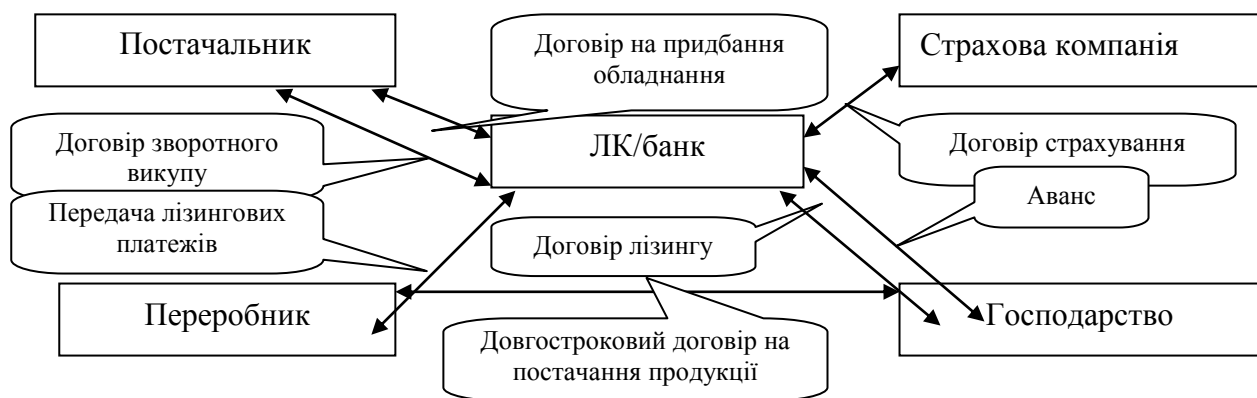 Постачальник
Договір на придбання
обладнання
Страхова компанія
Договір зворотного
викупу
ЛК/банк
Договір страхування
Передача лізингових
платежів
Договір лізингу
Аванс
Переробник
Довгостроковий договір на
постачання продукції
Господарство